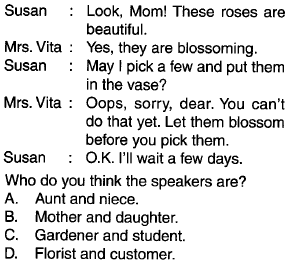 Susan : Look, Mom! These roses are
beautiful.
Mrs. Vita : Yes, they are blossoming.
Susan : May I pick a few and put them
in the vase?
Mrs. Vita : Oops, sorry, dear. You can't
do that yet. Let them blossom
before you pick them.
Susan : O.K. I'll wait a few days.
Who do you think the speakers are?
A. Aunt and niece.
B. Mother and daughter.
C. Gardener and student.
D. Florist and customer.